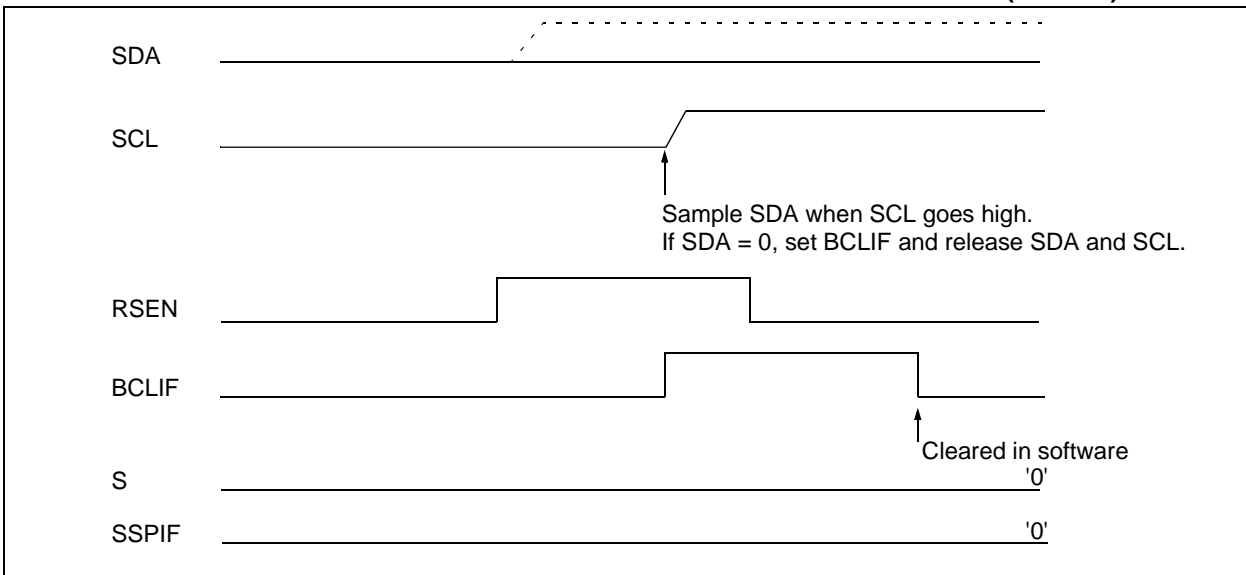 SDA
SCL
Sample SDA when SCL goes high.
If SDA = 0, set BCLIF and release SDA and SCL.
RSEN
BCLIF
Cleared in software
S
'0'
SSPIF
'0'